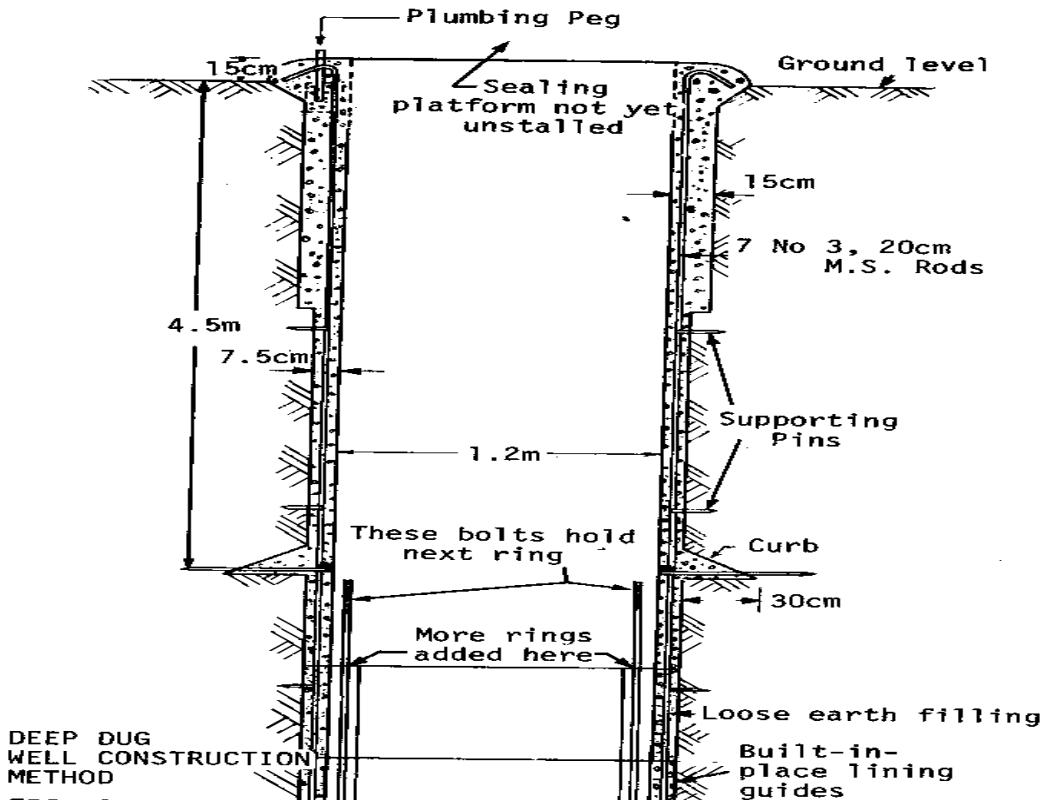 Plumbing Peg
15cm
Ground level
Sealing
platform not yet
unstalled
15cm
7 No 3, 20cm
M.S. Rods
4.5m
7.5cm
Supporting
Pins
1.2m
These bolts hold
next ring
Curb
30cm
More rings
added here
Loose earth filling
DEEP DUG
WELL CONSTRUCTION
METHOD
Built-in-
place lining
guides